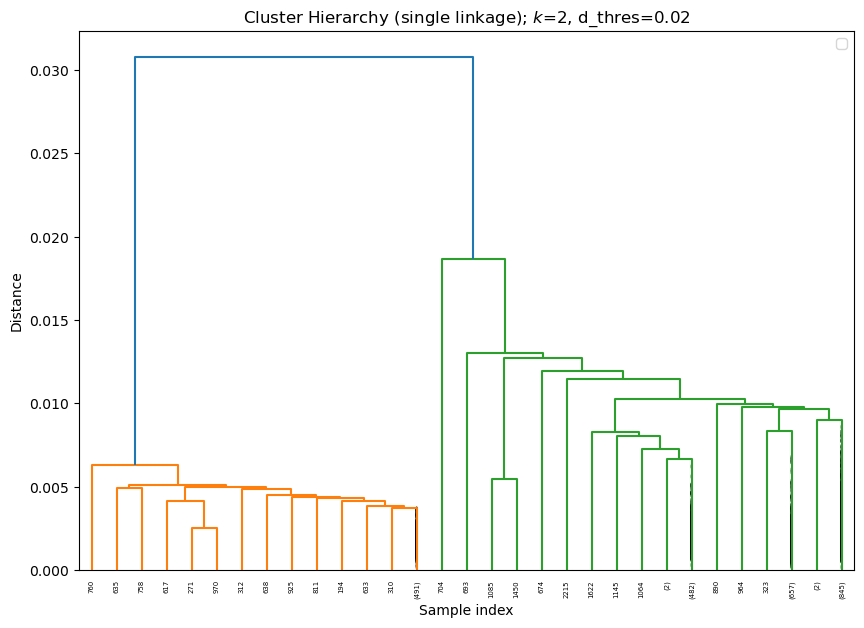 Cluster Hierarchy (single linkage); k=2, d_thres=0.02
0.030
0.025
0.020
0.015
0.010
0.005
0.000
Distance
760 635 758 617 271 970 312 638 925 811 194 633 310 (491) 704 693 1085 1450 674 2215 1622 1145 1064 (2) (482) 890 964 323 (657) (2) (845)
Sample index